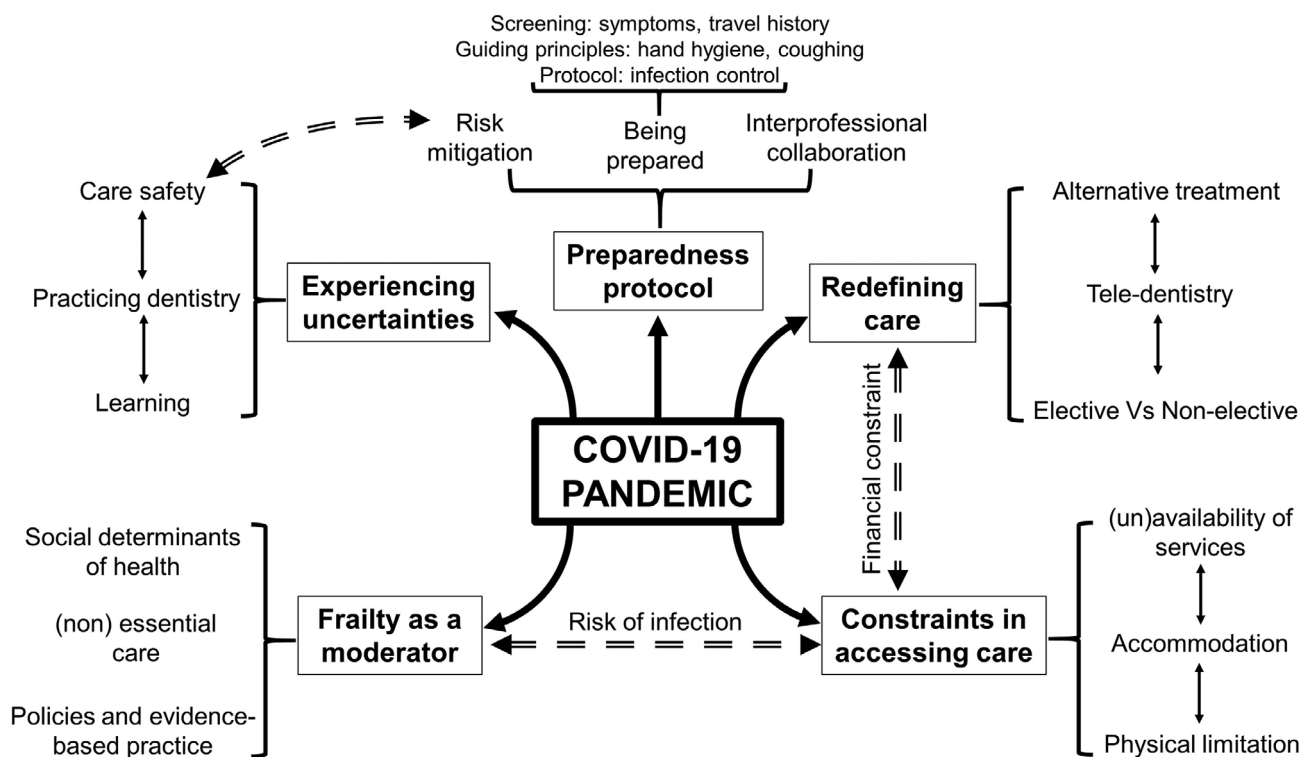 Screening: symptoms, travel history
Guiding principles: hand hygiene, coughing
Protocol: infection control
Risk
mitigation
Being
prepared
Interprofessional
collaboration
Care safety
Practicing dentistry
Learning
Experiencing
uncertainties
Preparedness
protocol
Redefining
care
Alternative treatment
Tele-dentistry
Elective Vs Non-elective
Financial constraint
COVID-19
PANDEMIC
Social determinants
of health
(non) essential
care
Policies and evidence-
based practice
Frailty as a
moderator
Risk of infection
Constraints in
accessing care
(un)availability of
services
Accommodation
Physical limitation